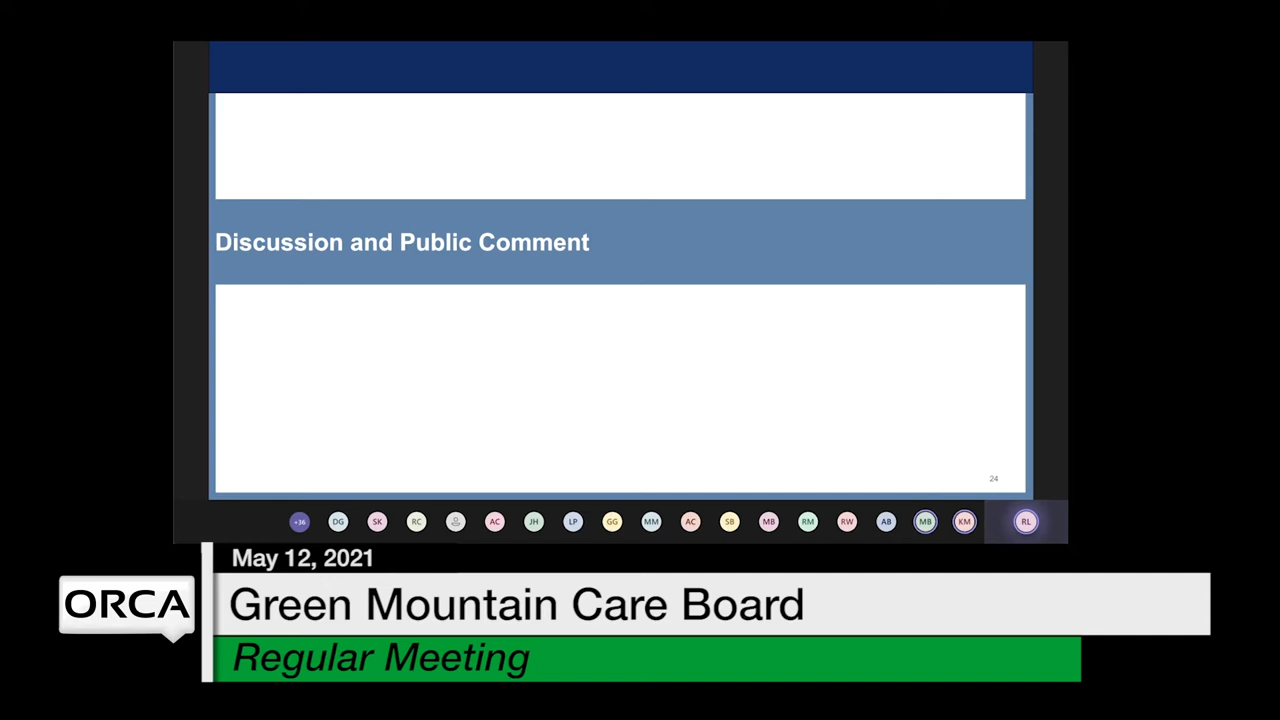 Discussion and Public Comment
24
+36 DG SK RC AC JH LP GG MM AC SB MB RM RW AB MB KM RL
May 12, 2021
ORCA
Green Mountain Care Board
Regular Meeting